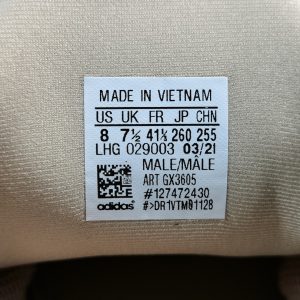 MADE IN VIETNAM
US UK FR JP CHN
8 7½ 41⅓ 260 255
LHG 029003 03/21
MALE/MÂLE
ART GX3605
#127472430
adidas #>DR1VTM01128